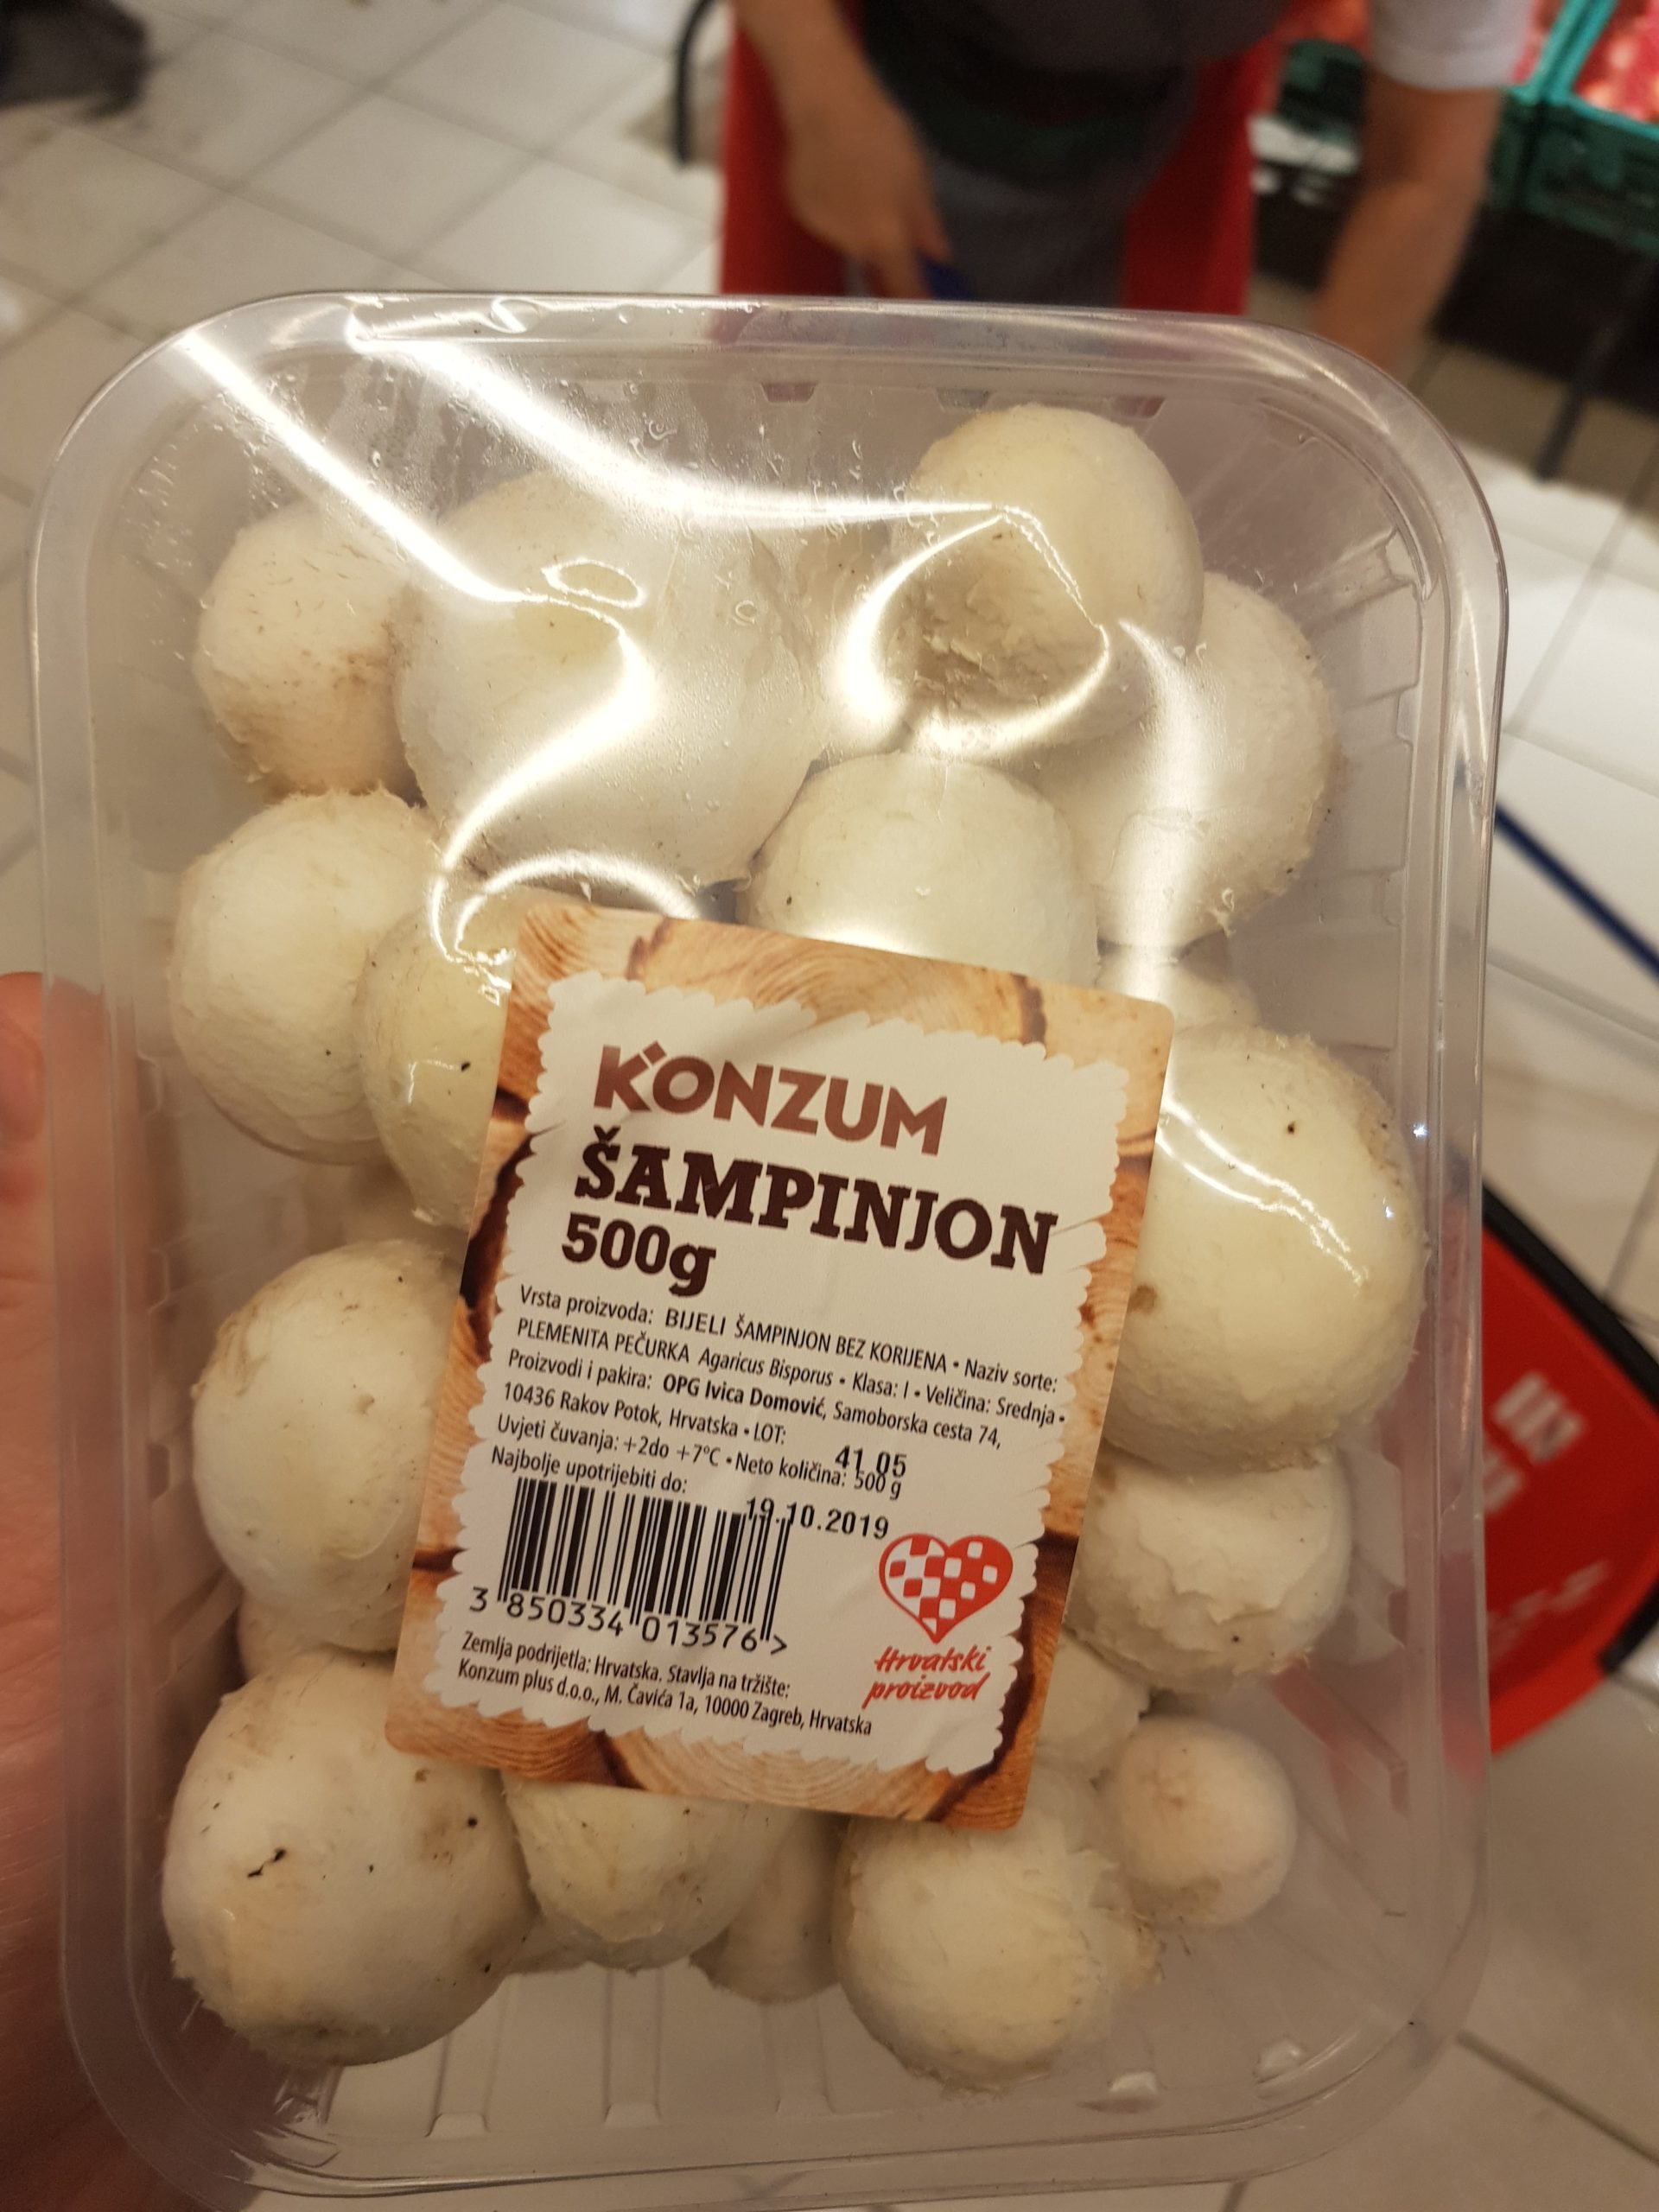 KONZUM
ŠAMPINJON
500g
Vrsta proizvoda: BIJELI ŠAMPINJON BEZ KORIJENA • Naziv sorte:
PLEMENITA PEČURKA Agaricus Bisporus • Klasa: I • Veličina: Srednja •
Proizvodi i pakira: OPG Ivica Domović, Samoborska cesta 74,
10436 Rakov Potok, Hrvatska • LOT: 41 05
Uvjeti čuvanja: +2do +7°C • Neto količina: 500 g
Najbolje upotrijebiti do: 19.10.2019
3 850334 013576 >
Hrvatski
proizvod
Zemlja podrijetla: Hrvatska. Stavlja na tržište:
Konzum plus d.o.o., M. Čavića 1a, 10000 Zagreb, Hrvatska